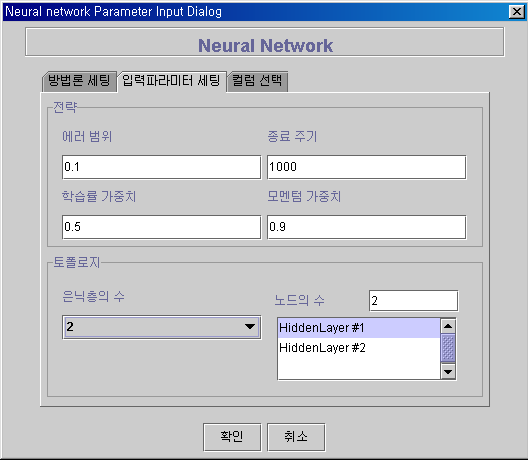 Neural network Parameter Input Dialog
Neural Network
방법론 세팅 입력파라미터 세팅 컬럼 선택
전략
에러 범위 종료 주기
0.1 1000
학습률 가중치 모멘텀 가중치
0.5 0.9
토폴로지
은닉층의 수 노드의 수 2
2 HiddenLayer #1
HiddenLayer #2
확인 취소